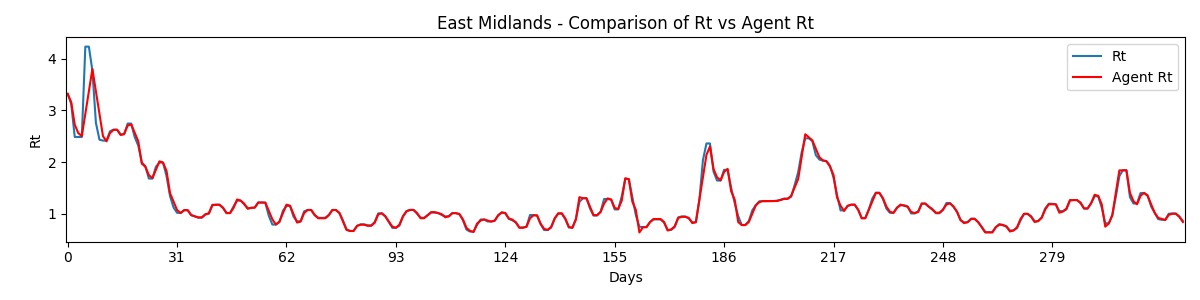 East Midlands - Comparison of Rt vs Agent Rt
Rt
Agent Rt
Rt
4
3
2
1
0 31 62 93 124 155 186 217 248 279
Days